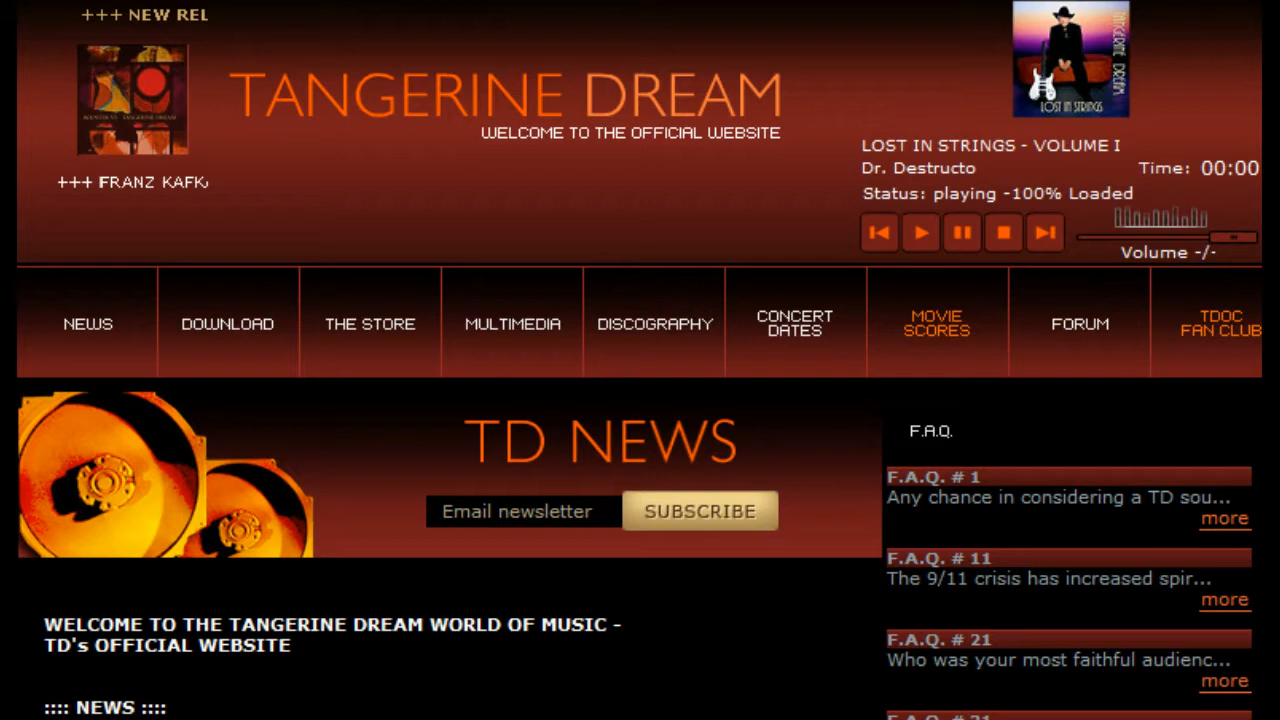 +++ NEW REL
TANGERINE DREAM
WELCOME TO THE OFFICIAL WEBSITE
+++ FRANZ KAFK
TANGERINE DREAM
LOST IN STRINGS
LOST IN STRINGS - VOLUME I
Dr. Destructo
Time: 00:00
Status: playing -100% Loaded
Volume -/-
NEWS
DOWNLOAD
THE STORE
MULTIMEDIA
DISCOGRAPHY
CONCERT
DATES
MOVIE
SCORES
FORUM
TDOC
FAN CLUB
TD NEWS
Email newsletter
SUBSCRIBE
WELCOME TO THE TANGERINE DREAM WORLD OF MUSIC -
TD's OFFICIAL WEBSITE
:::: NEWS ::::
F.A.Q.
F.A.Q. # 1
Any chance in considering a TD sou...
more
F.A.Q. # 11
The 9/11 crisis has increased spir...
more
F.A.Q. # 21
Who was your most faithful audienc...
more